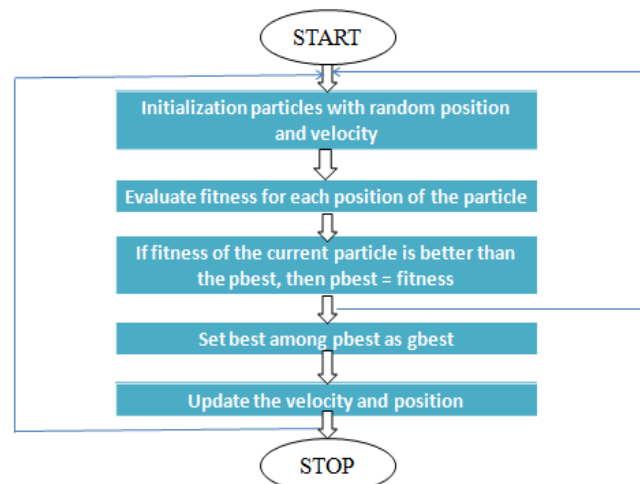 START
Initialization particles with random position
and velocity
Evaluate fitness for each position of the particle
If fitness of the current particle is better than
the pbest, then pbest = fitness
Set best among pbest as gbest
Update the velocity and position
STOP